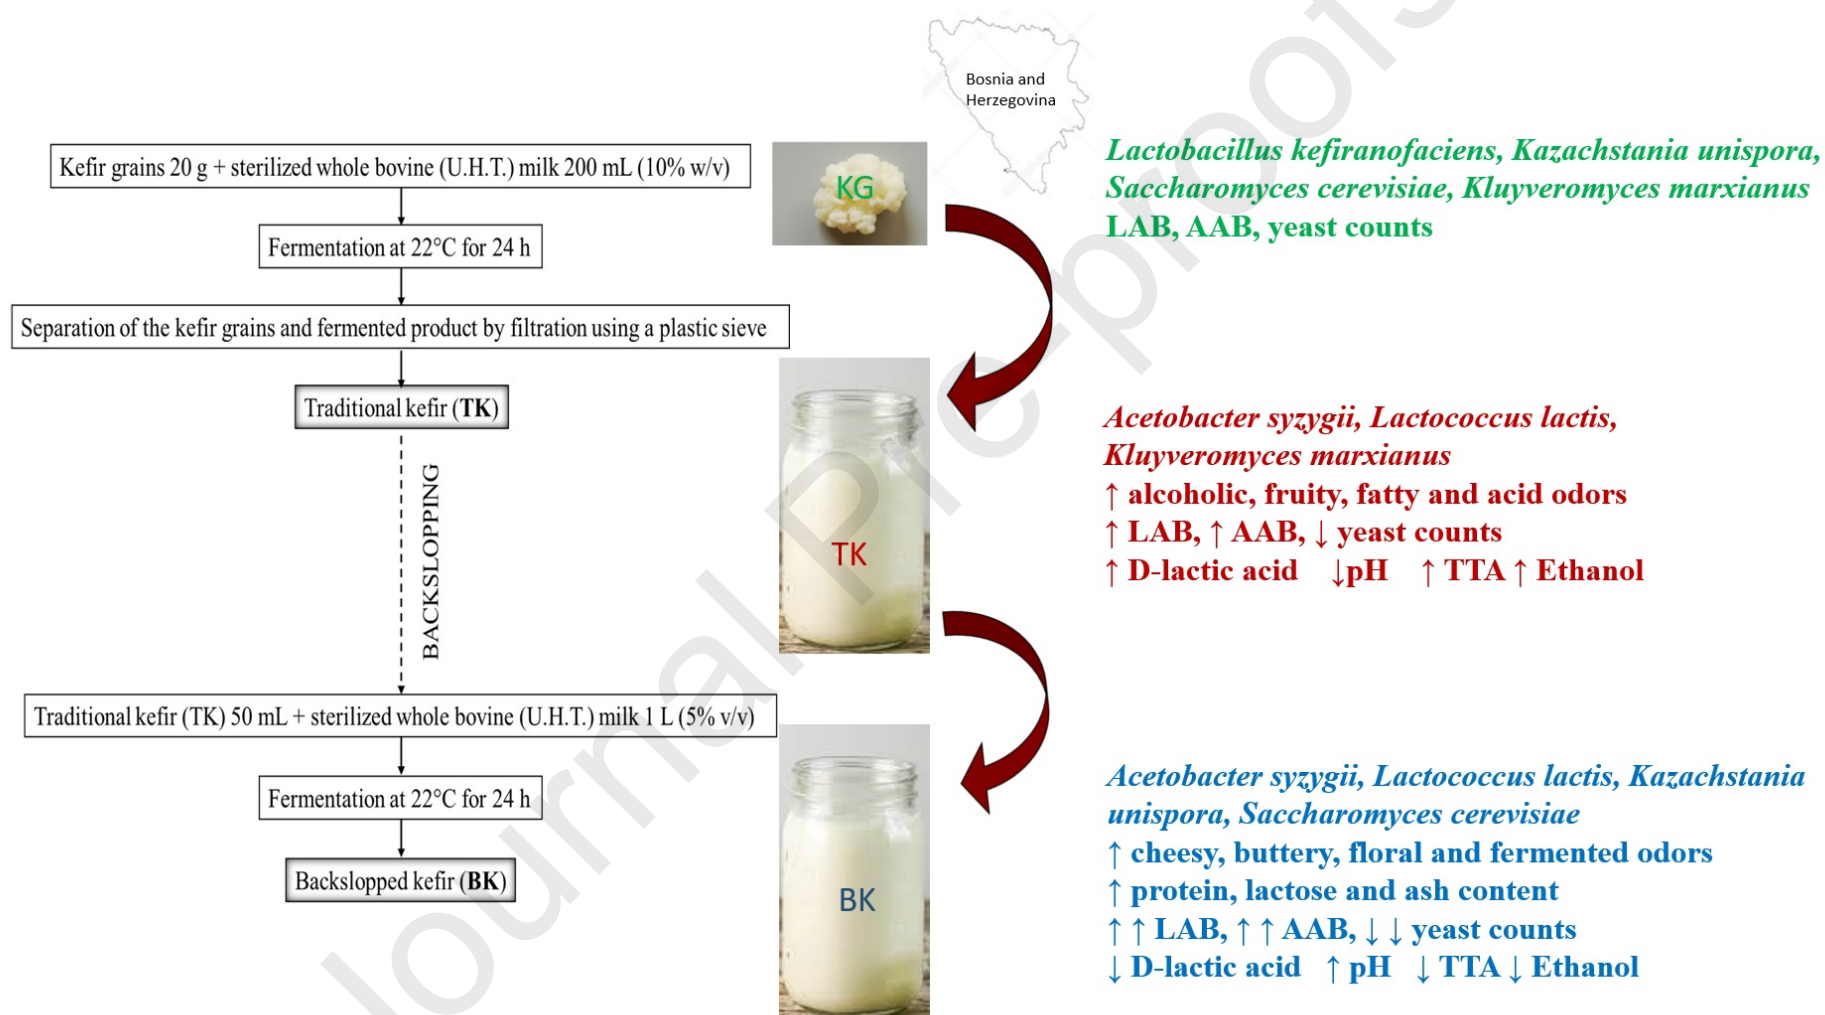 Bosnia and
Herzegovina
Kefir grains 20 g + sterilized whole bovine (U.H.T.) milk 200 mL (10% w/v)
Fermentation at 22°C for 24 h
Separation of the kefir grains and fermented product by filtration using a plastic sieve
Traditional kefir (TK)
BACKSLOPPING
Traditional kefir (TK) 50 mL + sterilized whole bovine (U.H.T.) milk 1 L (5% v/v)
Fermentation at 22°C for 24 h
Backslopped kefir (BK)
KG
TK
BK
Lactobacillus kefiranofaciens, Kazachstania unispora,
Saccharomyces cerevisiae, Kluyveromyces marxianus
LAB, AAB, yeast counts
Acetobacter syzygii, Lactococcus lactis,
Kluyveromyces marxianus
↑ alcoholic, fruity, fatty and acid odors
↑ LAB, ↑ AAB, ↓ yeast counts
↑ D-lactic acid ↓pH ↑ TTA ↑ Ethanol
Acetobacter syzygii, Lactococcus lactis, Kazachstania
unispora, Saccharomyces cerevisiae
↑ cheesy, buttery, floral and fermented odors
↑ protein, lactose and ash content
↑ ↑ LAB, ↑ ↑ AAB, ↓ ↓ yeast counts
↓ D-lactic acid ↑ pH ↓ TTA ↓ Ethanol
Journal Pre-proofs